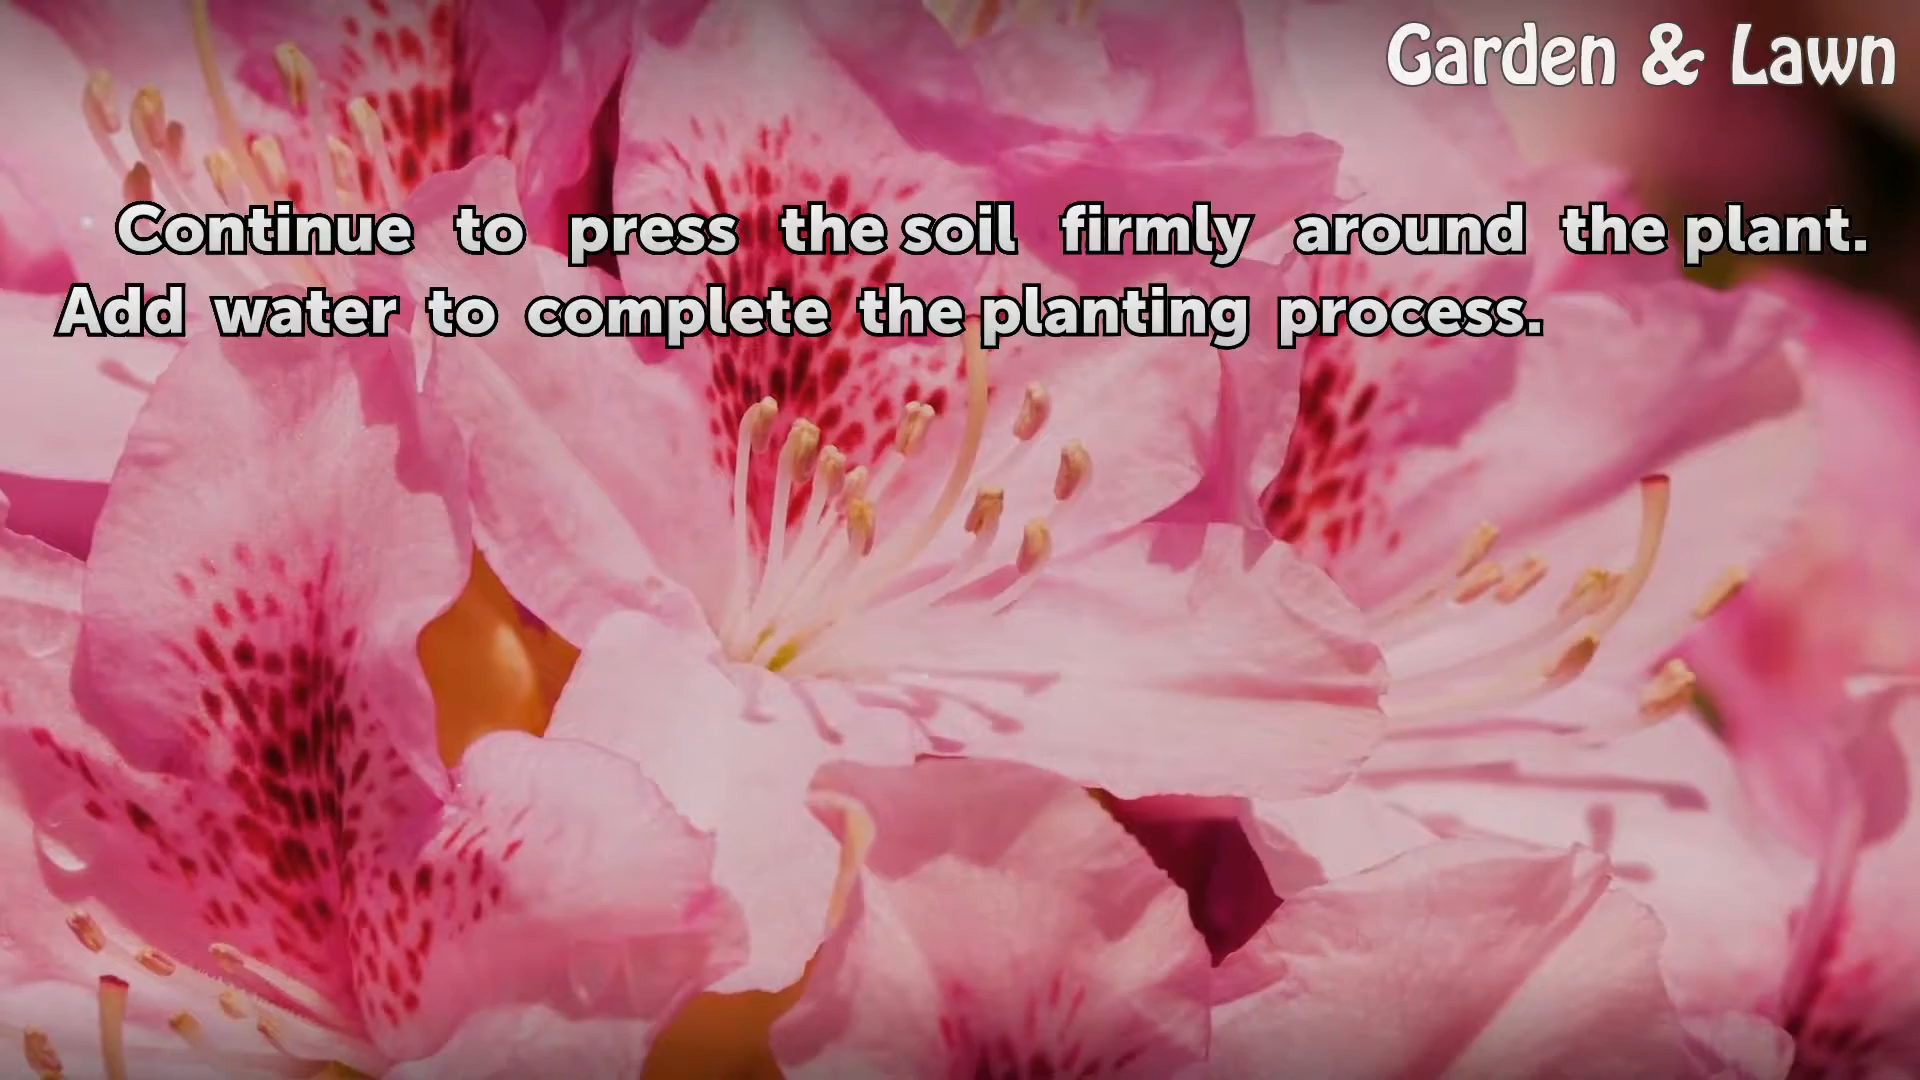 Garden & Lawn
Continue to press the soil firmly around the plant.
Add water to complete the planting process.